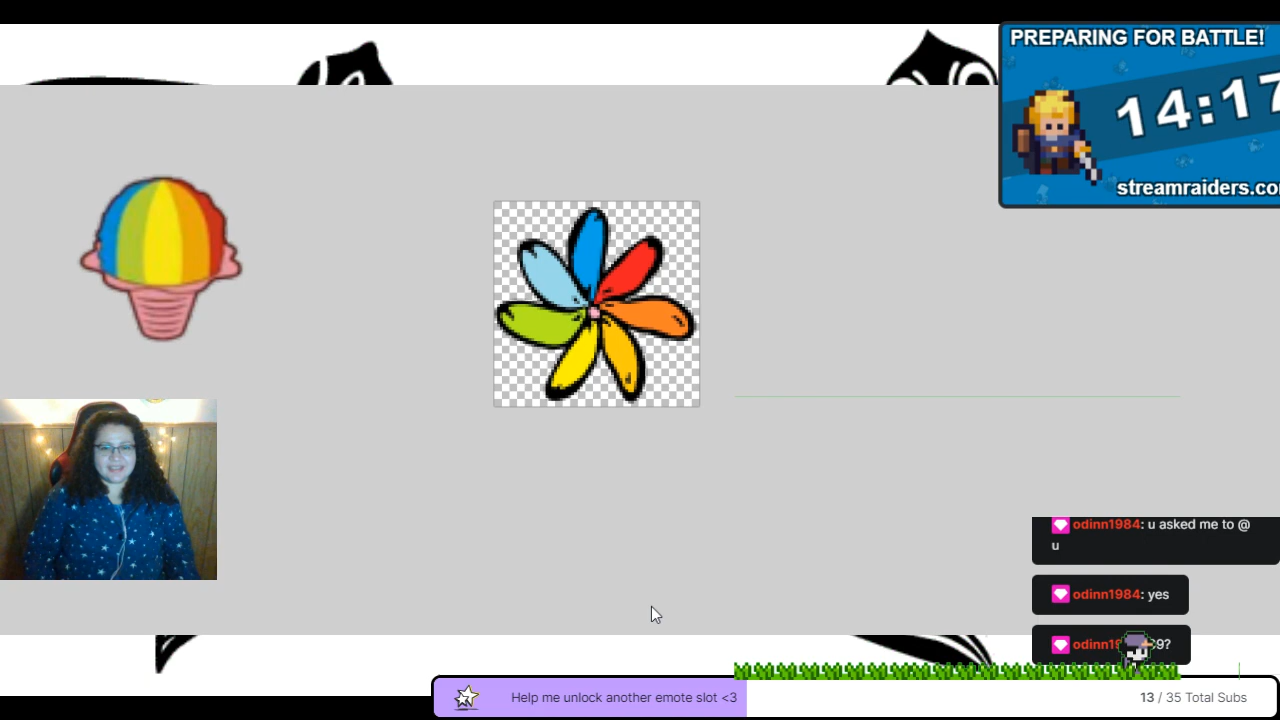 PREPARING FOR BATTLE!
14:17
streamraiders.co
odinn1984: u asked me to @
u
odinn1984: yes
9?
Help me unlock another emote slot <3
13 / 35 Total Subs